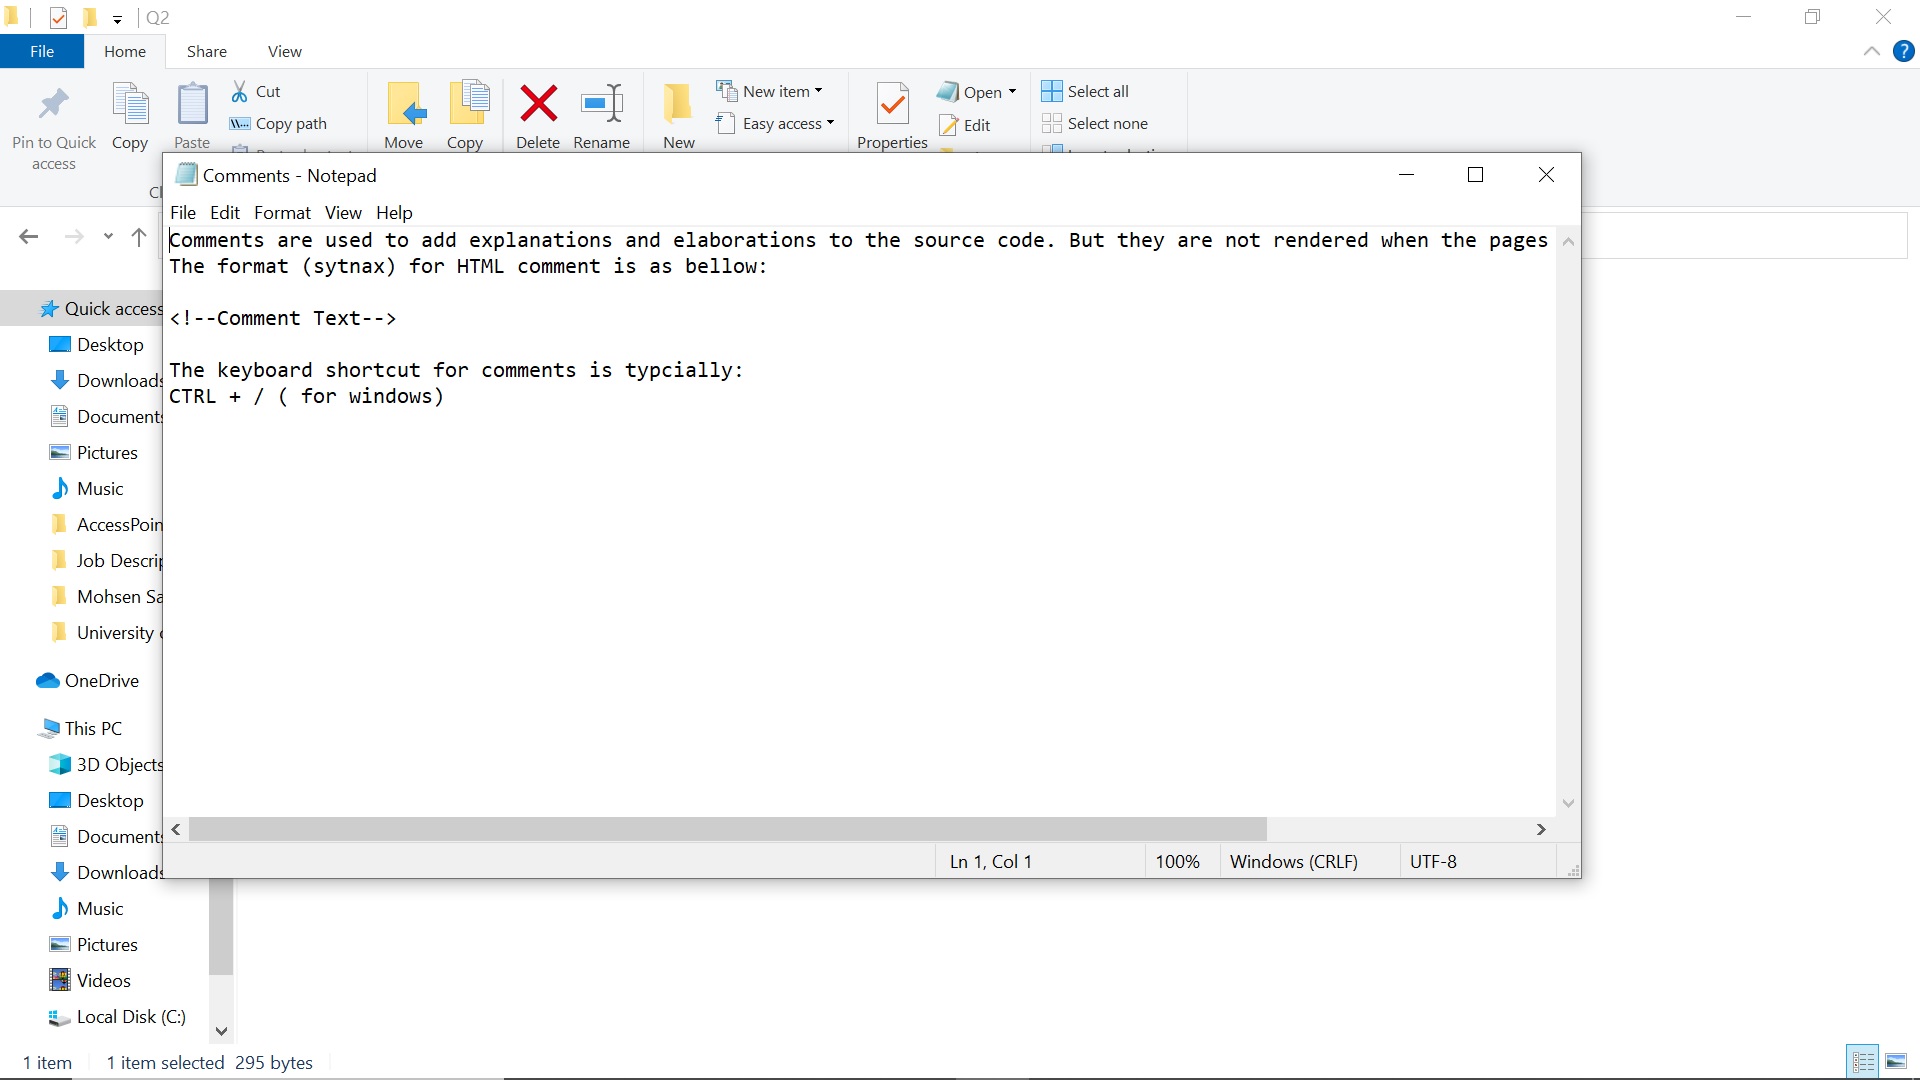 Q2
File Home Share View
Pin to Quick access
Copy
Paste
Cut
Copy path
Move
Copy
Delete
Rename
New
New item
Easy access
Properties
Open
Edit
Select all
Select none
Comments - Notepad
File Edit Format View Help
Comments are used to add explanations and elaborations to the source code. But they are not rendered when the pages
The format (sytnax) for HTML comment is as bellow:
<!--Comment Text-->
The keyboard shortcut for comments is typcially:
CTRL + / ( for windows)
Ln 1, Col 1 100% Windows (CRLF) UTF-8
Quick access
Desktop
Downloads
Documents
Pictures
Music
AccessPoin
Job Descrip
Mohsen Sa
University
OneDrive
This PC
3D Objects
Desktop
Documents
Downloads
Music
Pictures
Videos
Local Disk (C:)
1 item 1 item selected 295 bytes